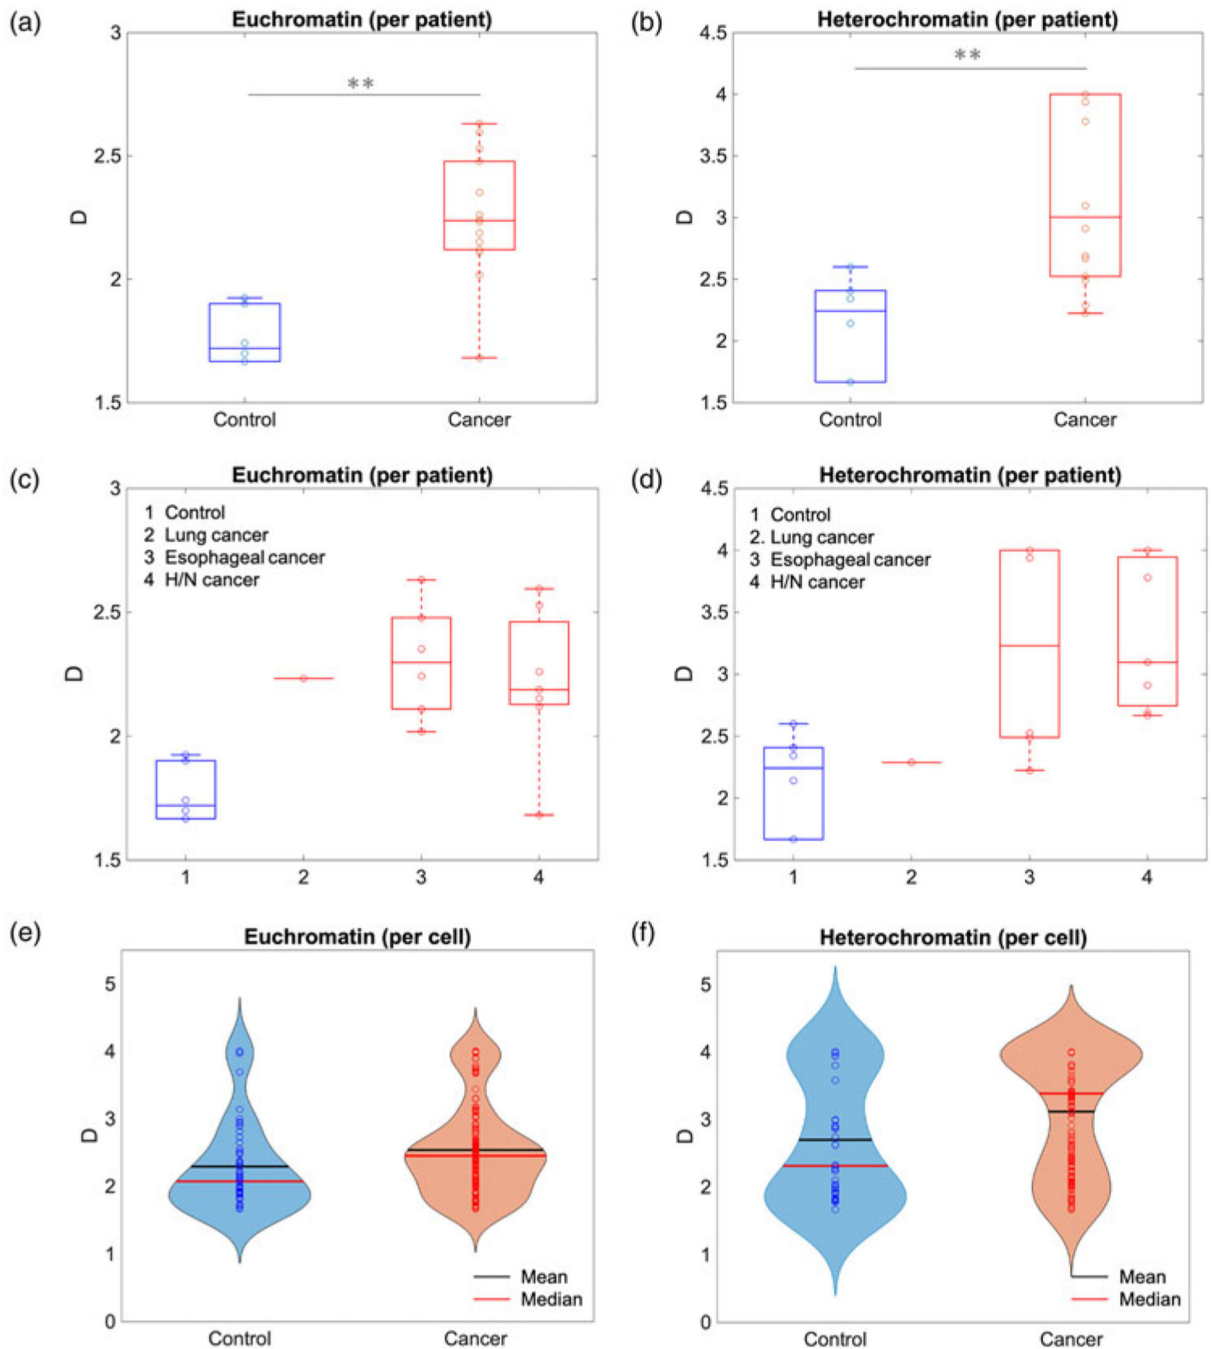 (a) Euchromatin (per patient)
3
2.5
2
1.5
D
**
Control Cancer
(b) Heterochromatin (per patient)
4.5
4
3.5
3
2.5
2
1.5
D
**
Control Cancer
(c) Euchromatin (per patient)
3
2.5
2
1.5
D
1 Control
2 Lung cancer
3 Esophageal cancer
4 H/N cancer
1 2 3 4
(d) Heterochromatin (per patient)
4.5
4
3.5
3
2.5
2
1.5
D
1 Control
2. Lung cancer
3 Esophageal cancer
4 H/N cancer
1 2 3 4
(e) Euchromatin (per cell)
5
4
3
2
1
0
D
Mean
Median
Control Cancer
(f) Heterochromatin (per cell)
5
4
3
2
1
0
D
Mean
Median
Control Cancer